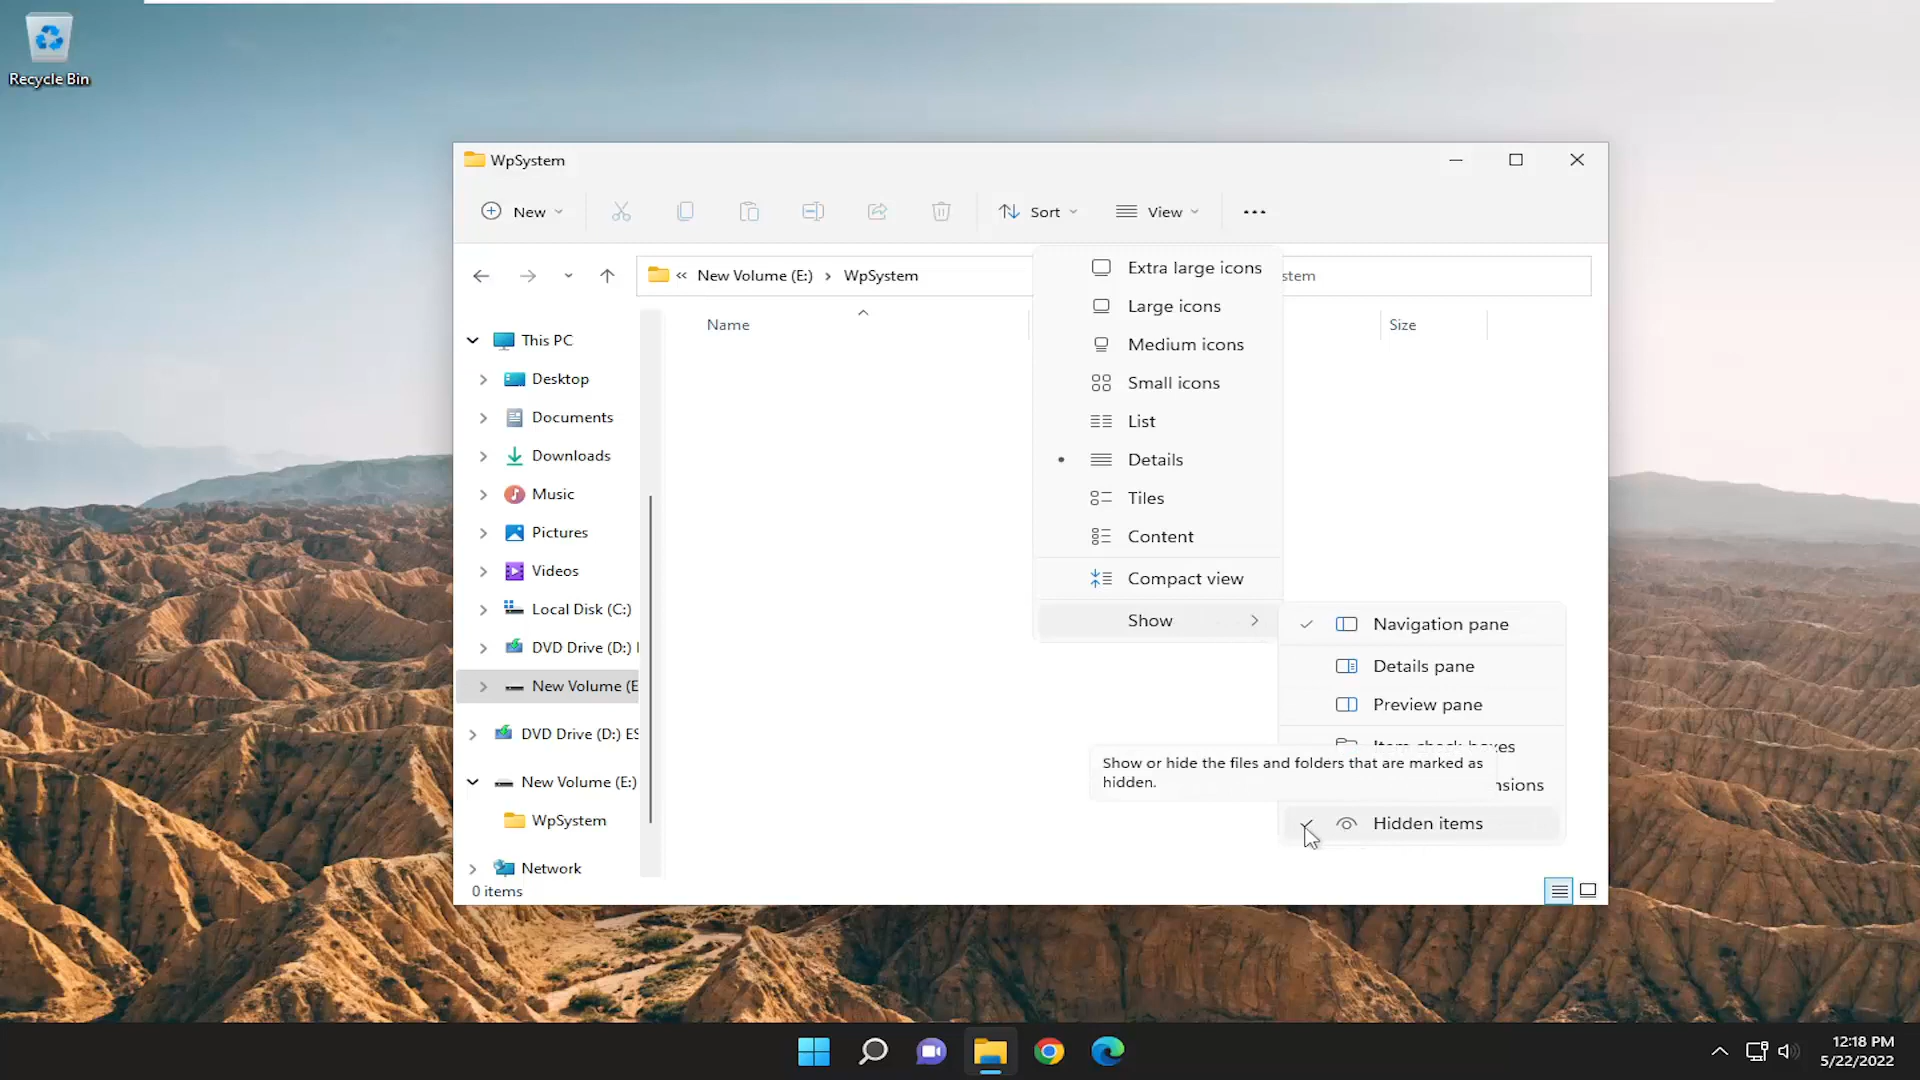 Recycle Bin
WpSystem
New
Sort
View
« New Volume (E:) › WpSystem
stem
Name
Size
This PC
Desktop
Documents
Downloads
Music
Pictures
Videos
Local Disk (C:)
DVD Drive (D:)
New Volume (E
DVD Drive (D:) ES
New Volume (E:)
WpSystem
Network
0 items
Extra large icons
Large icons
Medium icons
Small icons
List
Details
Tiles
Content
Compact view
Show
Navigation pane
Details pane
Preview pane
Item check boxes
nsions
Hidden items
Show or hide the files and folders that are marked as
hidden.
12:18 PM
5/22/2022